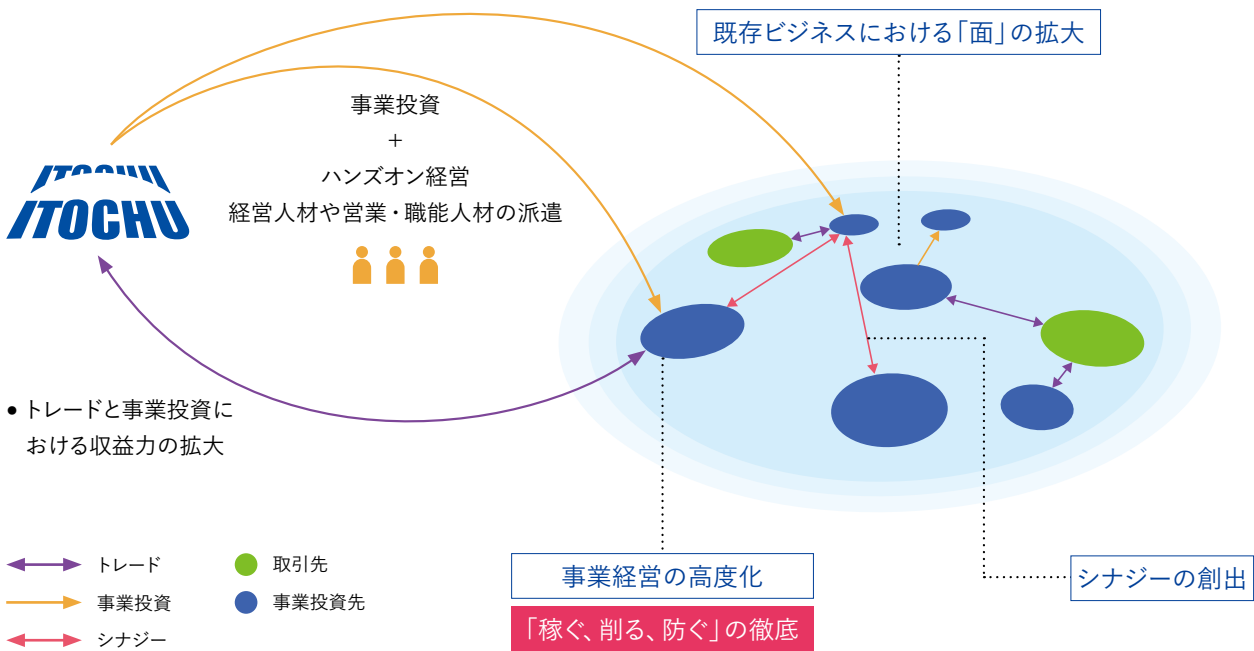 既存ビジネスにおける「面」の拡大
事業投資
+
ハンズオン経営
経営人材や営業・職能人材の派遣
ITOCHU
ITOCHU
• トレードと事業投資に
おける収益力の拡大
トレード
事業投資
シナジー
取引先
事業投資先
事業経営の高度化
「稼ぐ、削る、防ぐ」の徹底
シナジーの創出